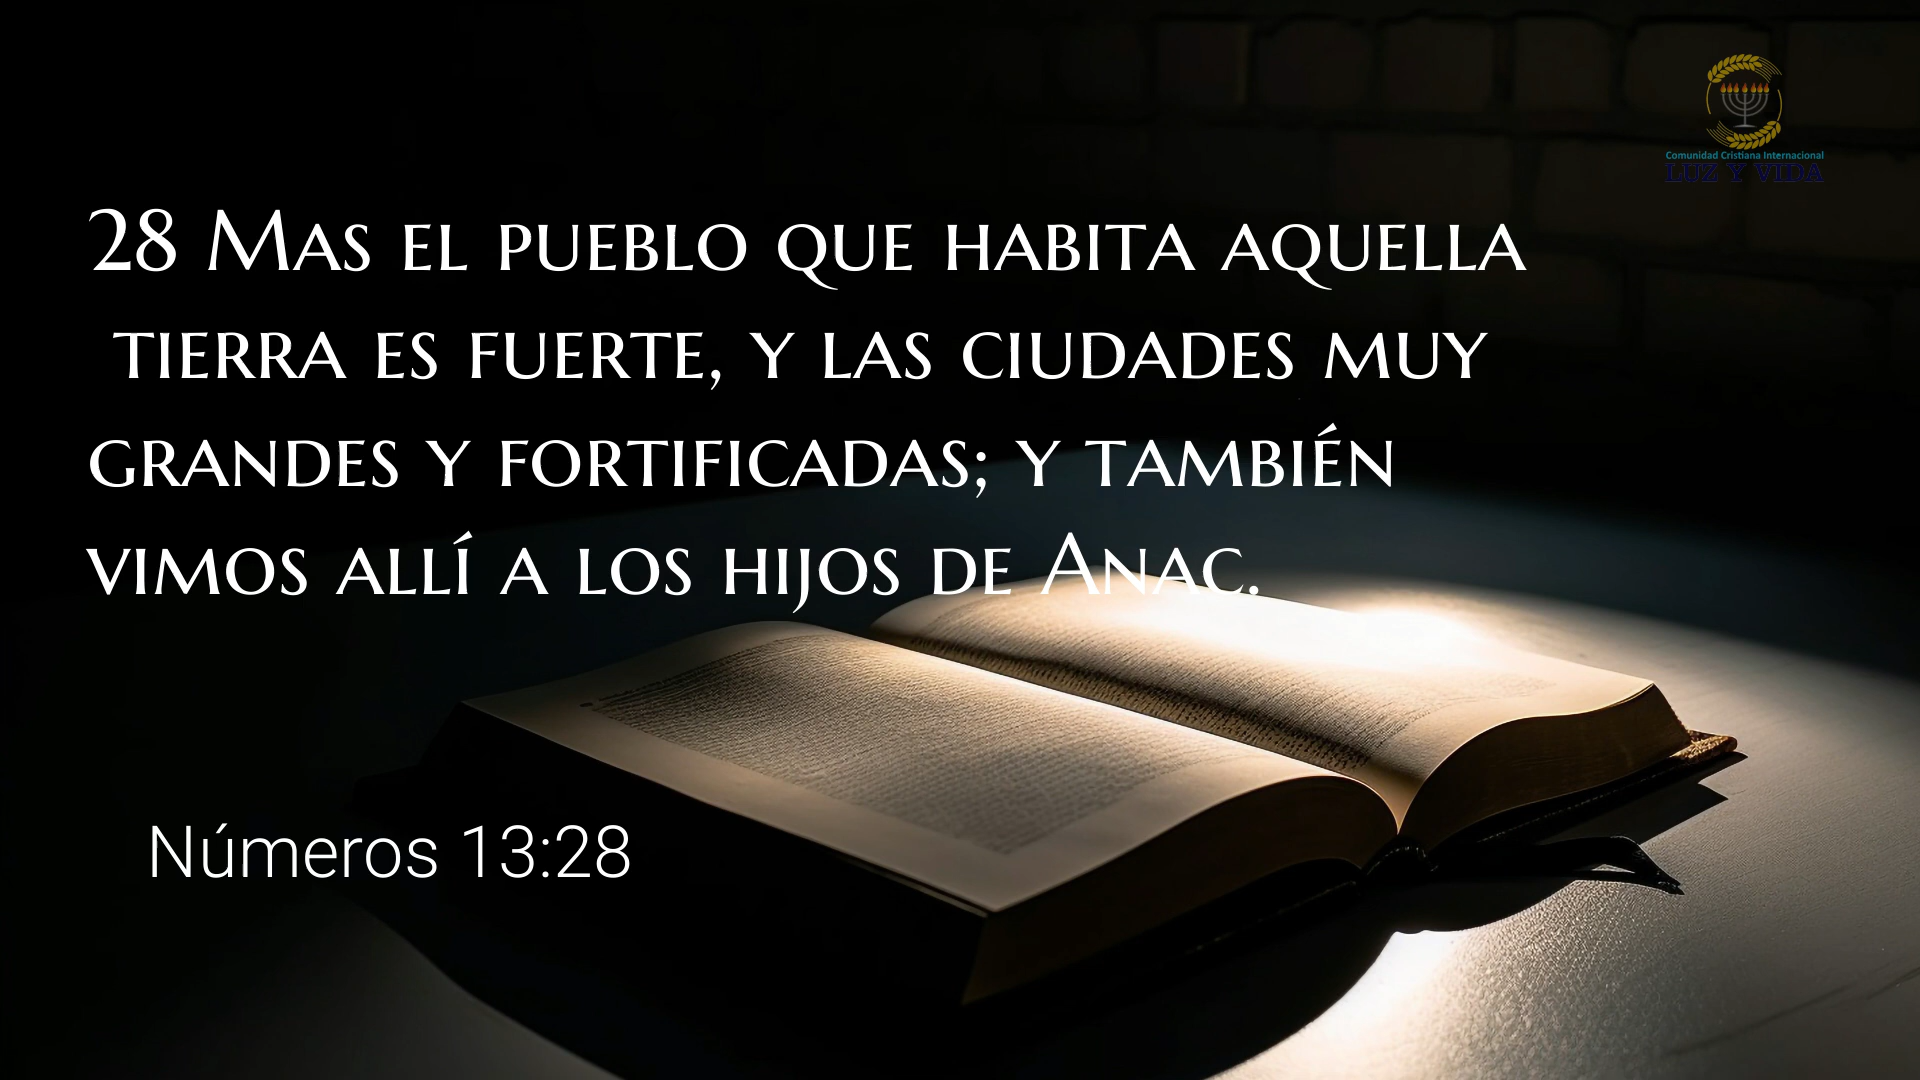 Comunidad Cristiana Internacional
LUZ Y VIDA
28 Mas el pueblo que habita aquella
tierra es fuerte, y las ciudades muy
grandes y fortificadas; y también
vimos allí a los hijos de Anac.
Números 13:28